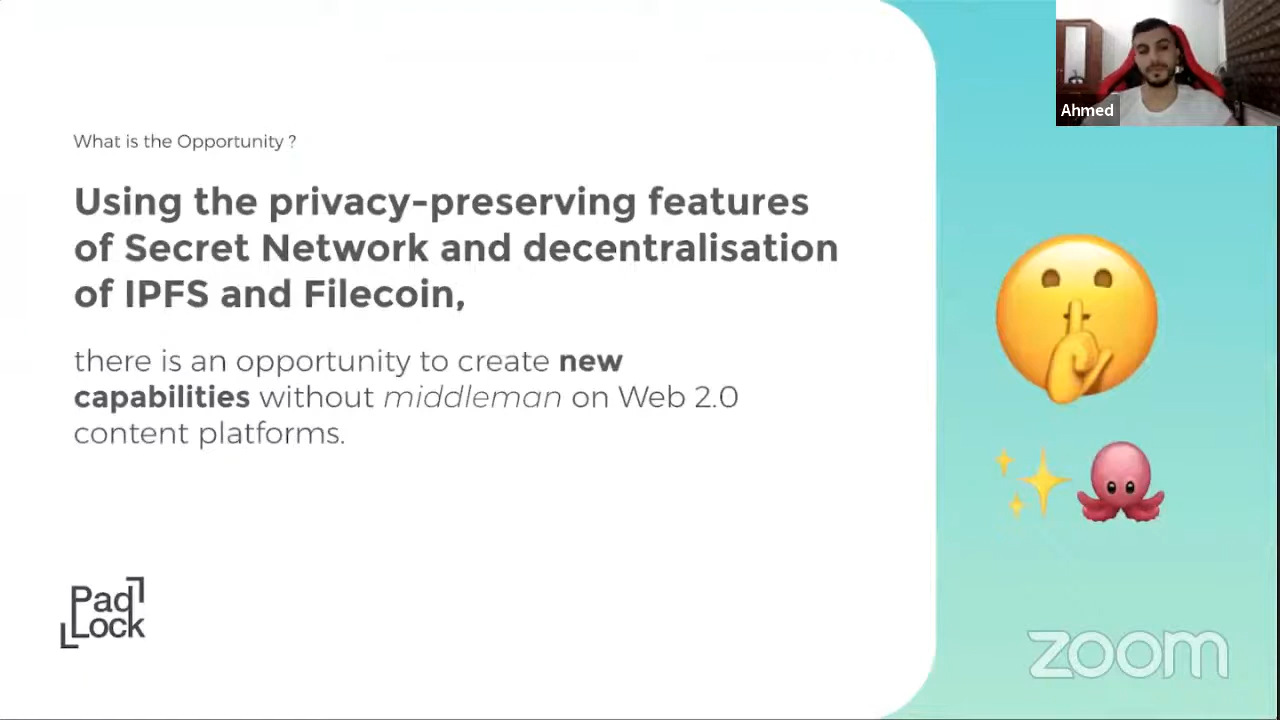 Ahmed
What is the Opportunity ?
Using the privacy-preserving features
of Secret Network and decentralisation
of IPFS and Filecoin,
there is an opportunity to create new
capabilities without middleman on Web 2.0
content platforms.
Pad
Lock
zoom